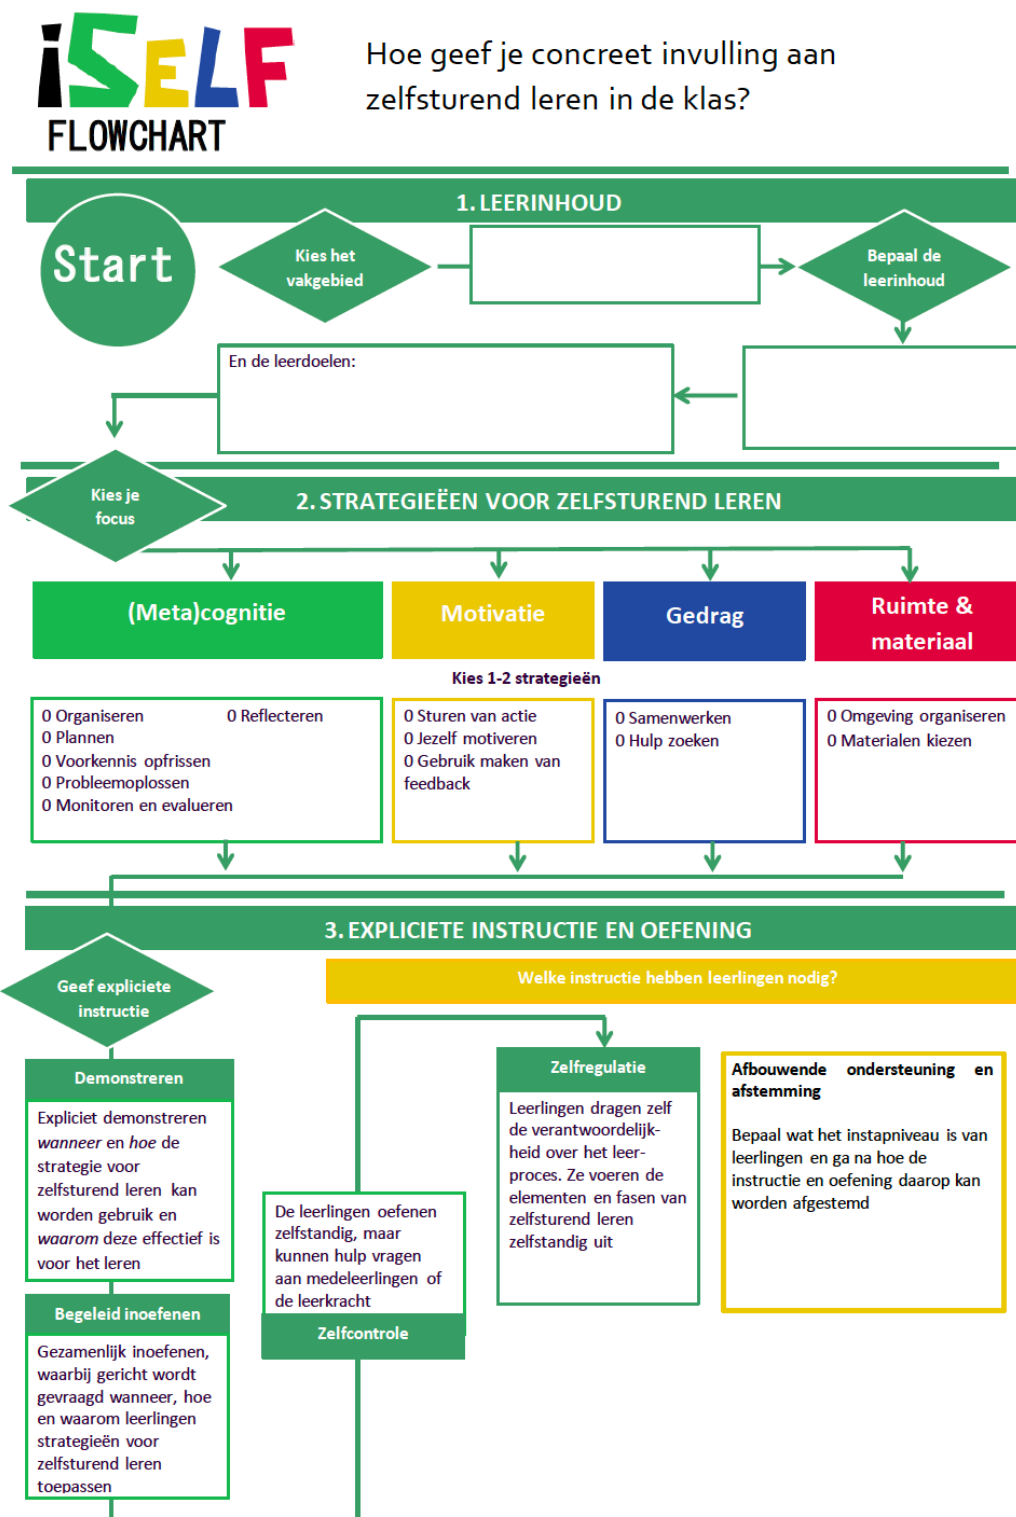 iSELF
FLOWCHART
Hoe geef je concreet invulling aan
zelfsturend leren in de klas?
1. LEERINHOUD
Start
Kies het
vakgebied
Bepaal de
leerinhoud
En de leerdoelen:
Kies je
focus
2. STRATEGIEËEN VOOR ZELFSTUREND LEREN
(Meta)cognitie
Motivatie
Gedrag
Ruimte &
materiaal
Kies 1-2 strategieën
0 Organiseren
0 Reflecteren
0 Plannen
0 Voorkennis opfrissen
0 Probleemoplossen
0 Monitoren en evalueren
0 Sturen van actie
0 Jezelf motiveren
0 Gebruik maken van
feedback
0 Samenwerken
0 Hulp zoeken
0 Omgeving organiseren
0 Materialen kiezen
3. EXPLICIETE INSTRUCTIE EN OEFENING
Geef expliciete
instructie
Welke instructie hebben leerlingen nodig?
Demonstreren
Expliciet demonstreren
wanneer en hoe de
strategie voor
zelfsturend leren kan
worden gebruik en
waarom deze effectief is
voor het leren
Begeleid inoefenen
Gezamenlijk inoefenen,
waarbij gericht wordt
gevraagd wanneer, hoe
en waarom leerlingen
strategieën voor
zelfsturend leren
toepassen
De leerlingen oefenen
zelfstandig, maar
kunnen hulp vragen
aan medeleerlingen of
de leerkracht
Zelfcontrole
Zelfregulatie
Leerlingen dragen zelf
de verantwoordelijk-
heid over het leer-
proces. Ze voeren de
elementen en fasen van
zelfsturend leren
zelfstandig uit
Afbouwende ondersteuning en
afstemming
Bepaal wat het instapniveau is van
leerlingen en ga na hoe de
instructie en oefening daarop kan
worden afgestemd